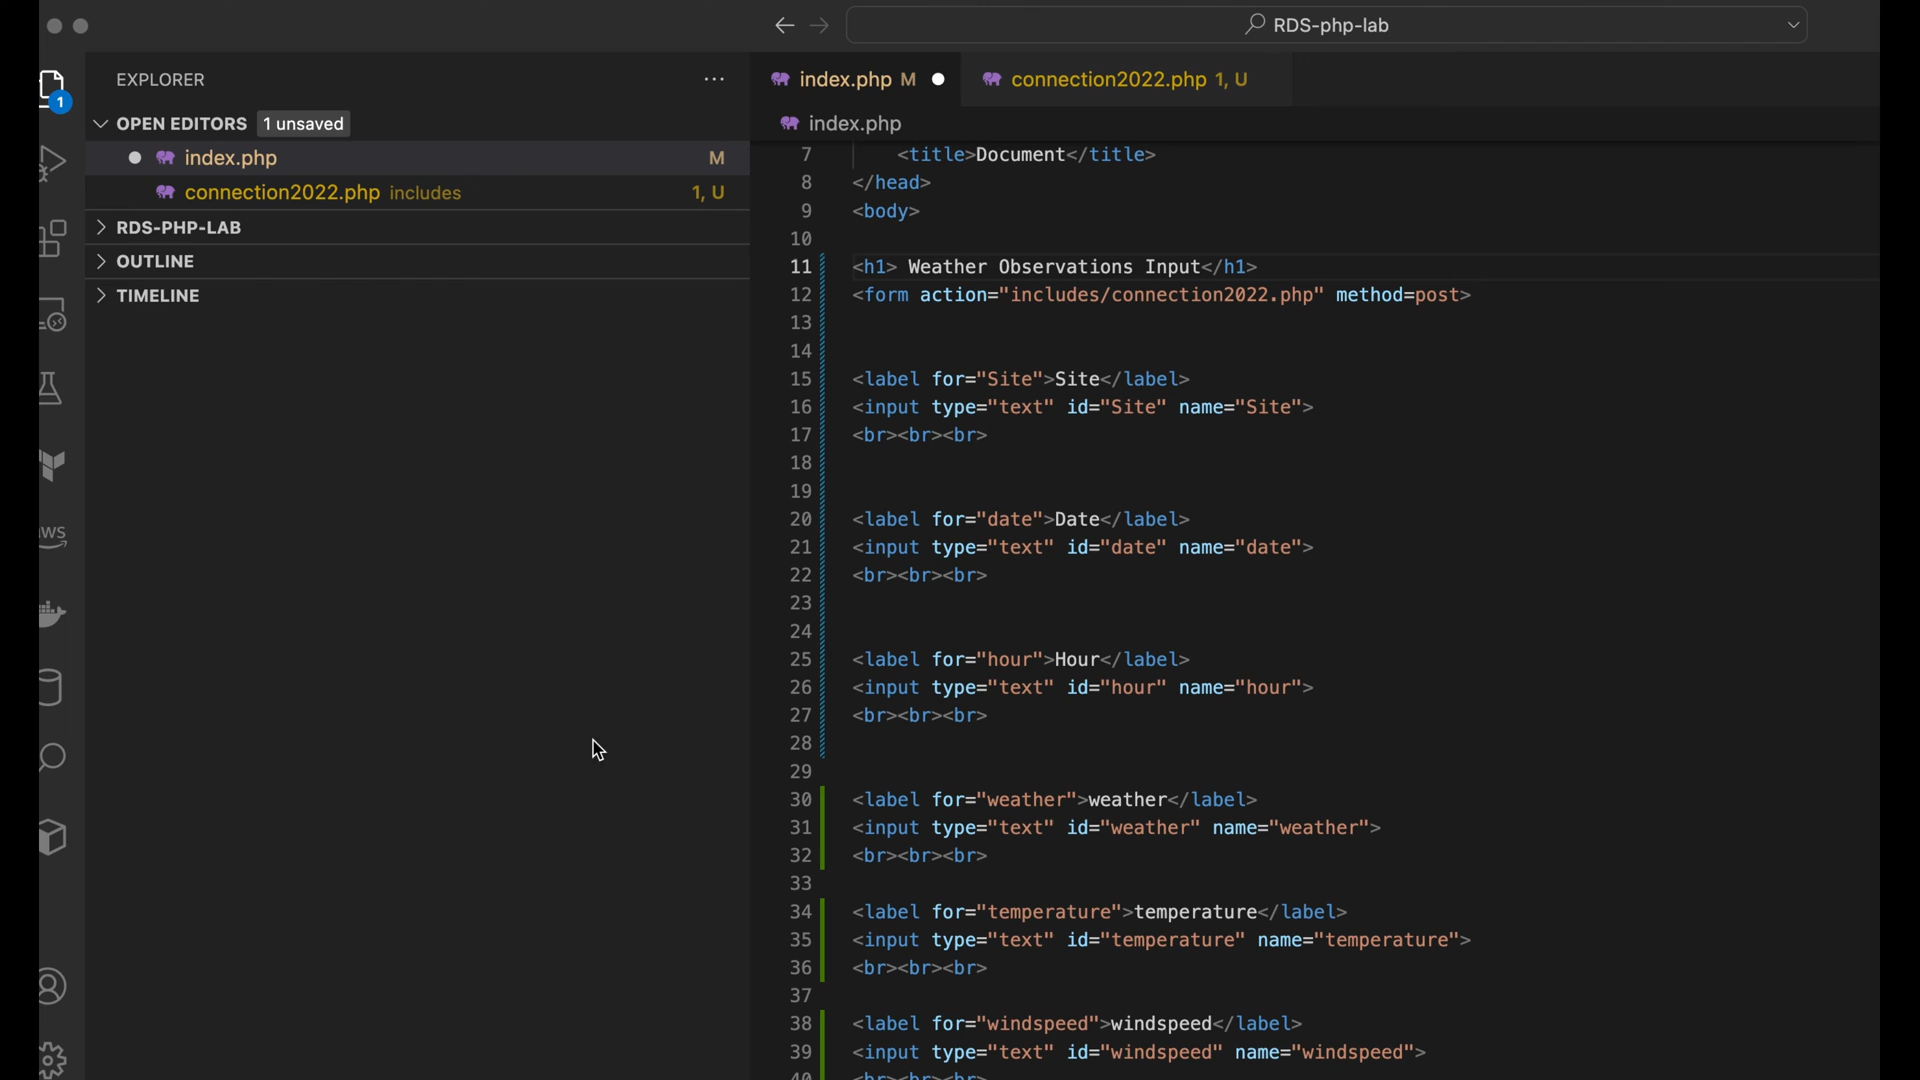 RDS-php-lab
1
EXPLORER
OPEN EDITORS 1 unsaved
index.php M
connection2022.php includes 1, U
RDS-PHP-LAB
OUTLINE
TIMELINE
aws
index.php M
connection2022.php 1, U
index.php
7 <title>Document</title>
8 </head>
9 <body>
10
11 <h1> Weather Observations Input</h1>
12 <form action="includes/connection2022.php" method=post>
13
14
15 <label for="Site">Site</label>
16 <input type="text" id="Site" name="Site">
17 <br><br><br>
18
19
20 <label for="date">Date</label>
21 <input type="text" id="date" name="date">
22 <br><br><br>
23
24
25 <label for="hour">Hour</label>
26 <input type="text" id="hour" name="hour">
27 <br><br><br>
28
29
30 <label for="weather">weather</label>
31 <input type="text" id="weather" name="weather">
32 <br><br><br>
33
34 <label for="temperature">temperature</label>
35 <input type="text" id="temperature" name="temperature">
36 <br><br><br>
37
38 <label for="windspeed">windspeed</label>
39 <input type="text" id="windspeed" name="windspeed">
40 <br><br><br>